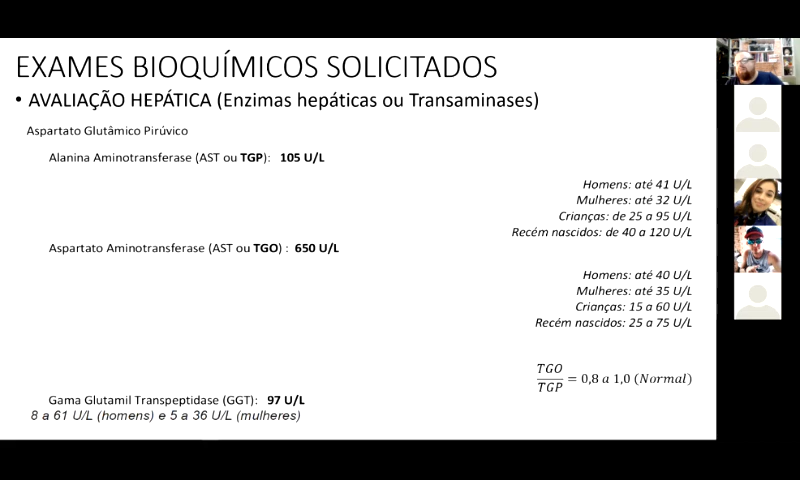 EXAMES BIOQUÍMICOS SOLICITADOS
• AVALIAÇÃO HEPÁTICA (Enzimas hepáticas ou Transaminases)
Aspartato Glutâmico Pirúvico
Alanina Aminotransferase (AST ou TGP): 105 U/L
Homens: até 41 U/L
Mulheres: até 32 U/L
Crianças: de 25 a 95 U/L
Recém nascidos: de 40 a 120 U/L
Aspartato Aminotransferase (AST ou TGO) : 650 U/L
Homens: até 40 U/L
Mulheres: até 35 U/L
Crianças: 15 a 60 U/L
Recém nascidos: 25 a 75 U/L
TGO/TGP = 0,8 a 1,0 (Normal)
Gama Glutamil Transpeptidase (GGT): 97 U/L
8 a 61 U/L (homens) e 5 a 36 U/L (mulheres)